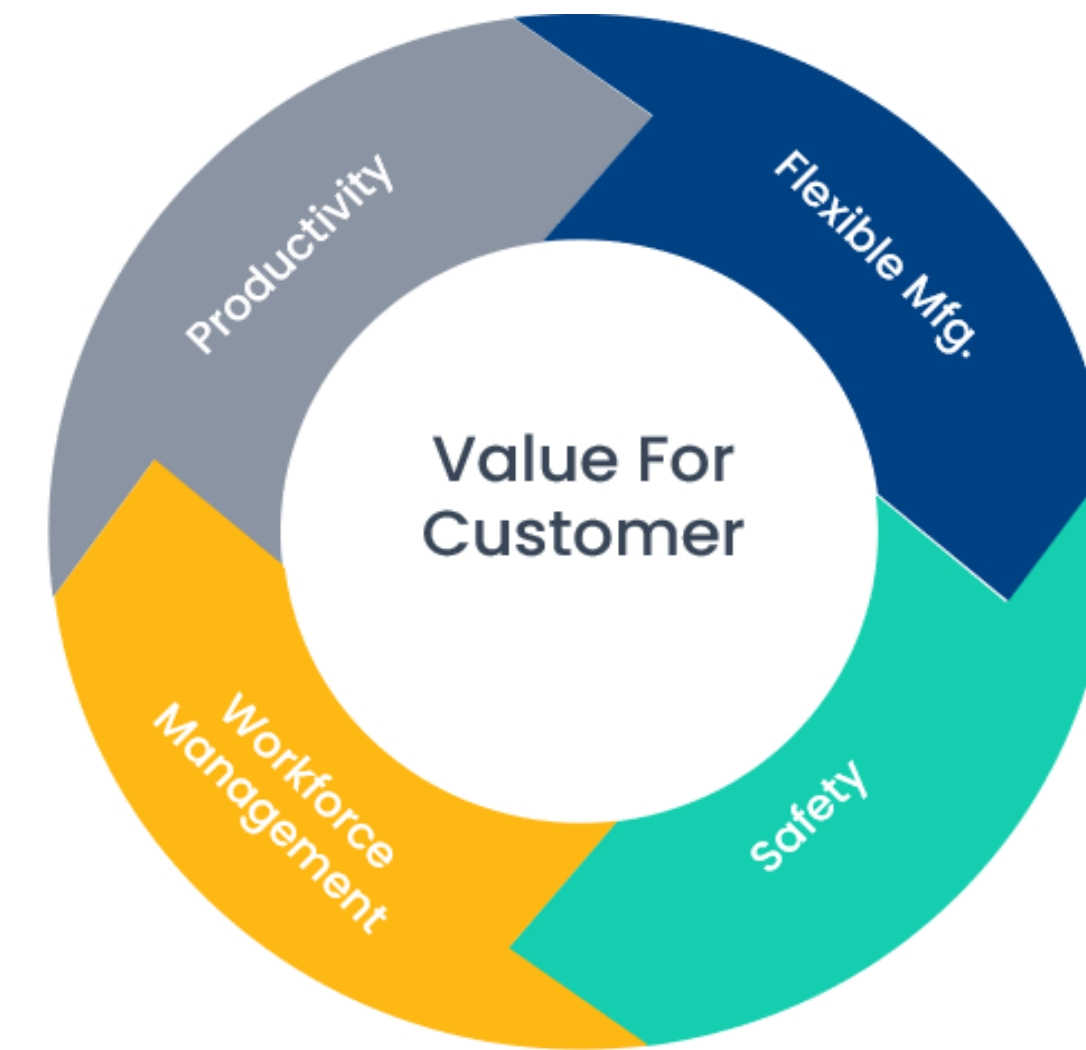 Productivity
Flexible Mfg.
Value For
Customer
Workforce
Management
Safety